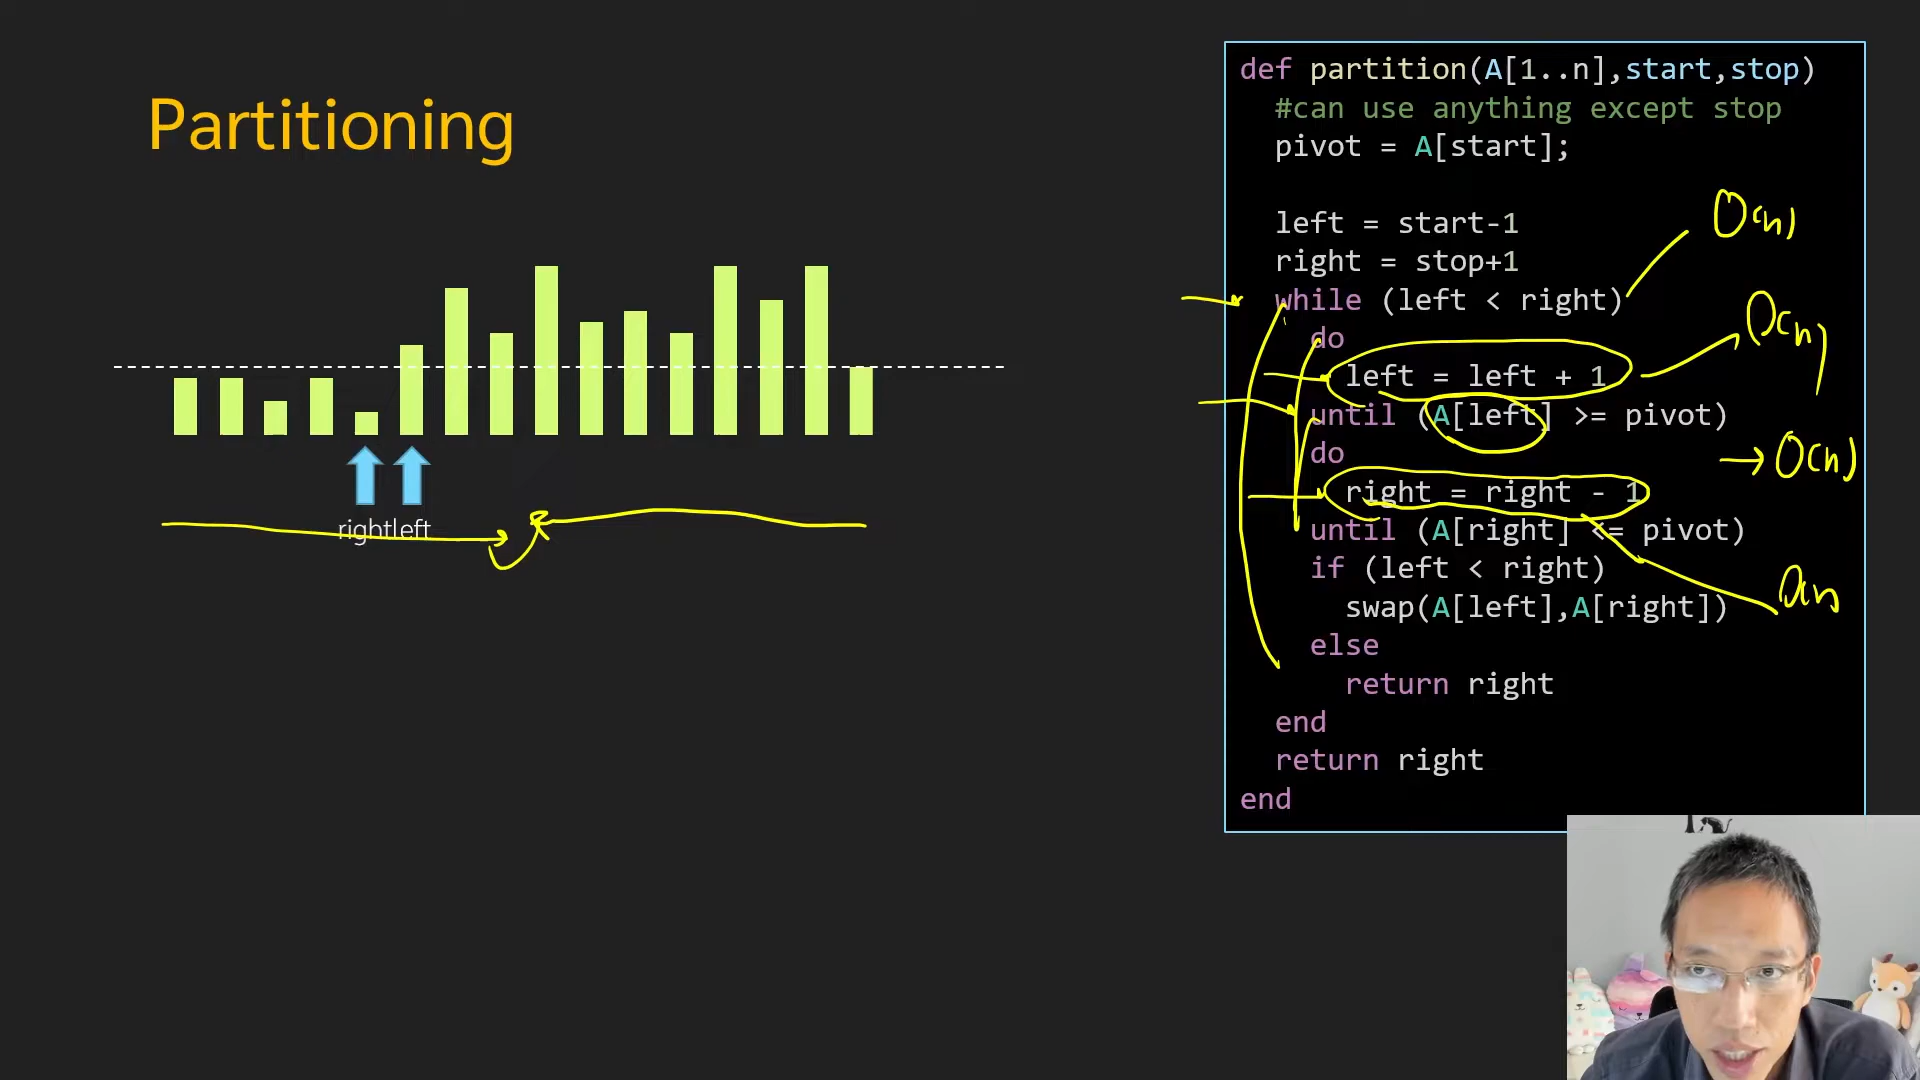 Partitioning
rightleft
def partition(A[1..n],start,stop)
  #can use anything except stop
  pivot = A[start];
  left = start-1
  right = stop+1
  while (left < right)
    do
      left = left + 1
    until (A[left] >= pivot)
    do
      right = right - 1
    until (A[right] <= pivot)
    if (left < right)
      swap(A[left],A[right])
    else
      return right
  end
  return right
end
O(n)
O(n)
→ O(n)